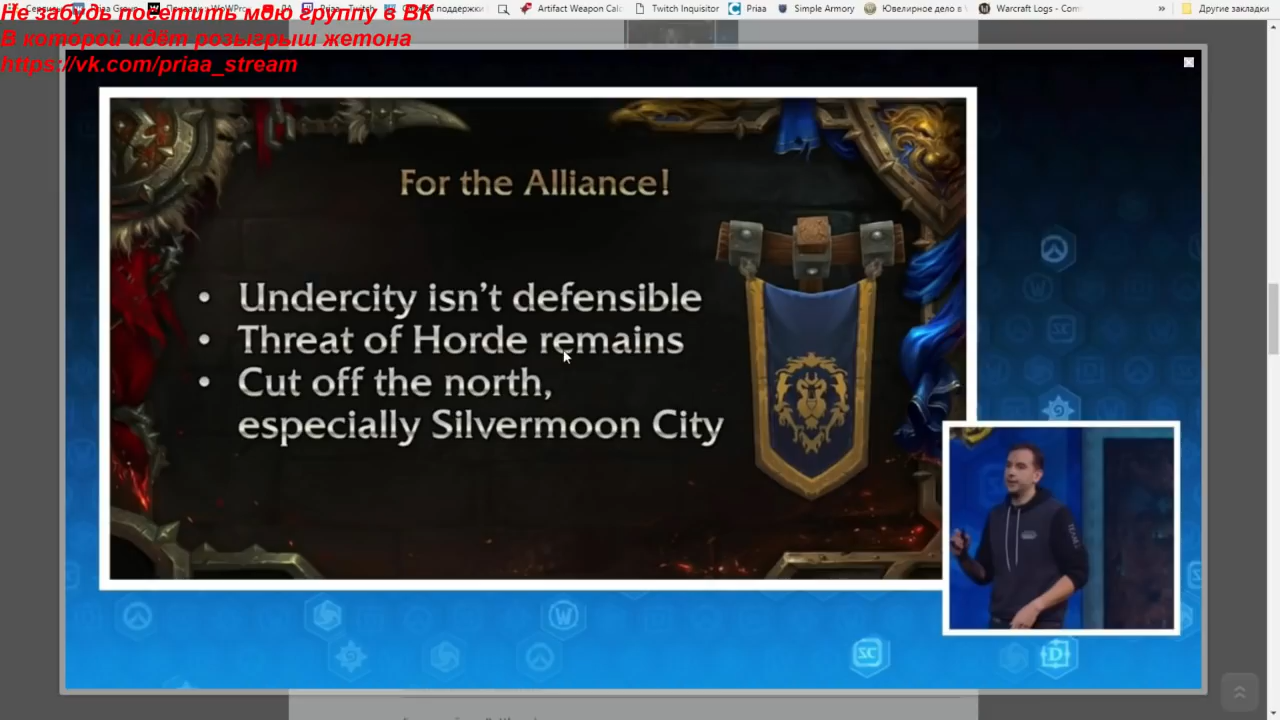 Не забудь посетить мою группу в ВК
В которой идёт розыгрыш жетона
https://vk.com/priaa_stream
Artifact Weapon Calc
Twitch Inquisitor
Priaa
Simple Armory
Ювелирное дело в
Warcraft Logs - Com
»
Другие закладки
For the Alliance!
• Undercity isn't defensible
• Threat of Horde remains
• Cut off the north,
especially Silvermoon City